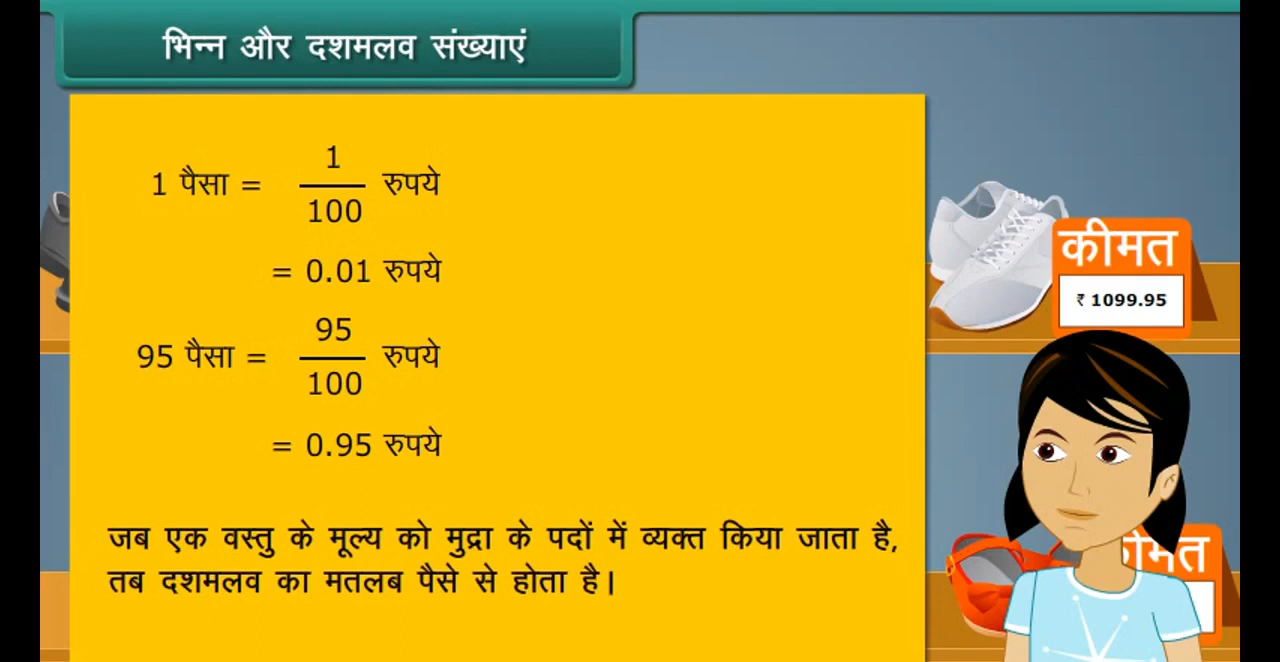 भिन्न और दशमलव संख्याएं
1 पैसा = 1/100 रुपये
= 0.01 रुपये
95 पैसा = 95/100 रुपये
= 0.95 रुपये
जब एक वस्तु के मूल्य को मुद्रा के पदों में व्यक्त किया जाता है,
तब दशमलव का मतलब पैसे से होता है।
कीमत
₹ 1099.95